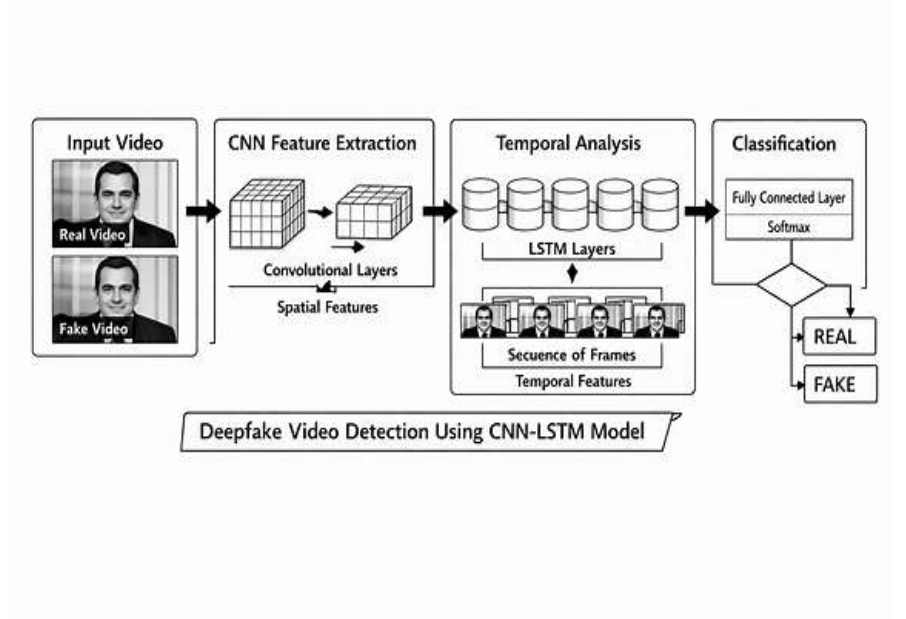 Input Video
Real Video
Fake Video
CNN Feature Extraction
Convolutional Layers
Spatial Features
Temporal Analysis
LSTM Layers
Secuence of Frames
Temporal Features
Classification
Fully Connected Layer
Softmax
REAL
FAKE
Deepfake Video Detection Using CNN-LSTM Model